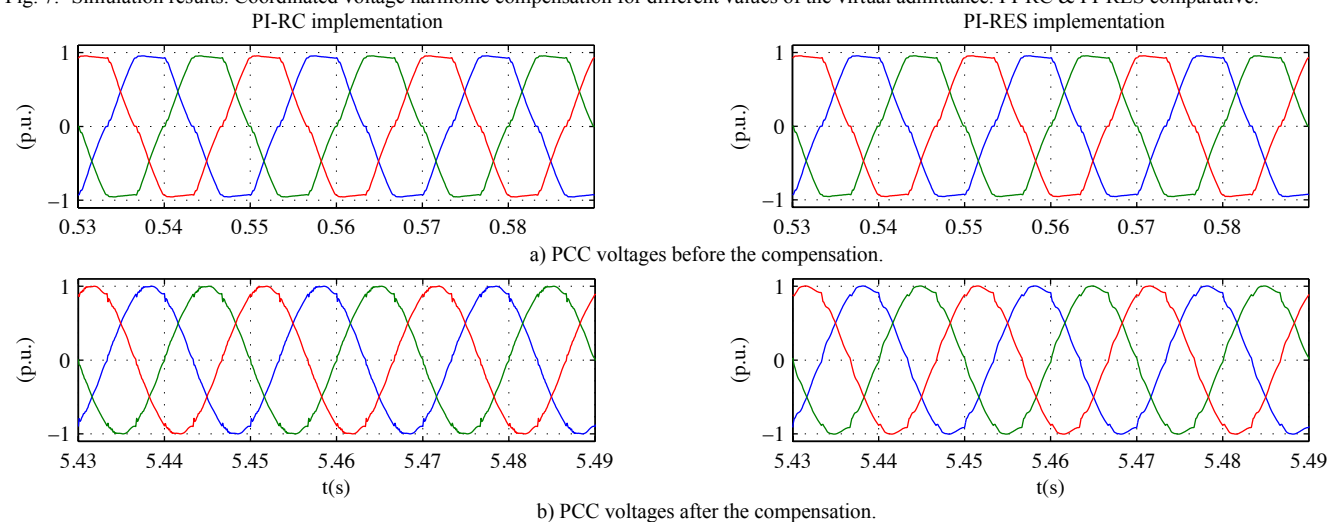 Fig. 7. Simulation results. Coordinated voltage harmonic compensation for different values of the virtual admittance. PI-RC & PI-RES comparative.
PI-RC implementation
PI-RES implementation
1
0
−1
(p.u.)
0.53 0.54 0.55 0.56 0.57 0.58
1
0
−1
(p.u.)
0.53 0.54 0.55 0.56 0.57 0.58
a) PCC voltages before the compensation.
1
0
−1
(p.u.)
5.43 5.44 5.45 5.46 5.47 5.48 5.49
t(s)
1
0
−1
(p.u.)
5.43 5.44 5.45 5.46 5.47 5.48 5.49
t(s)
b) PCC voltages after the compensation.